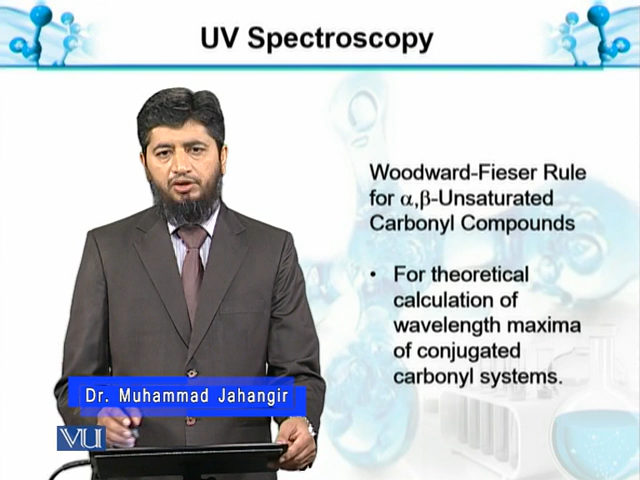 UV Spectroscopy
Woodward-Fieser Rule
for α,β-Unsaturated
Carbonyl Compounds
• For theoretical
calculation of
wavelength maxima
of conjugated
carbonyl systems.
Dr. Muhammad Jahangir
VU